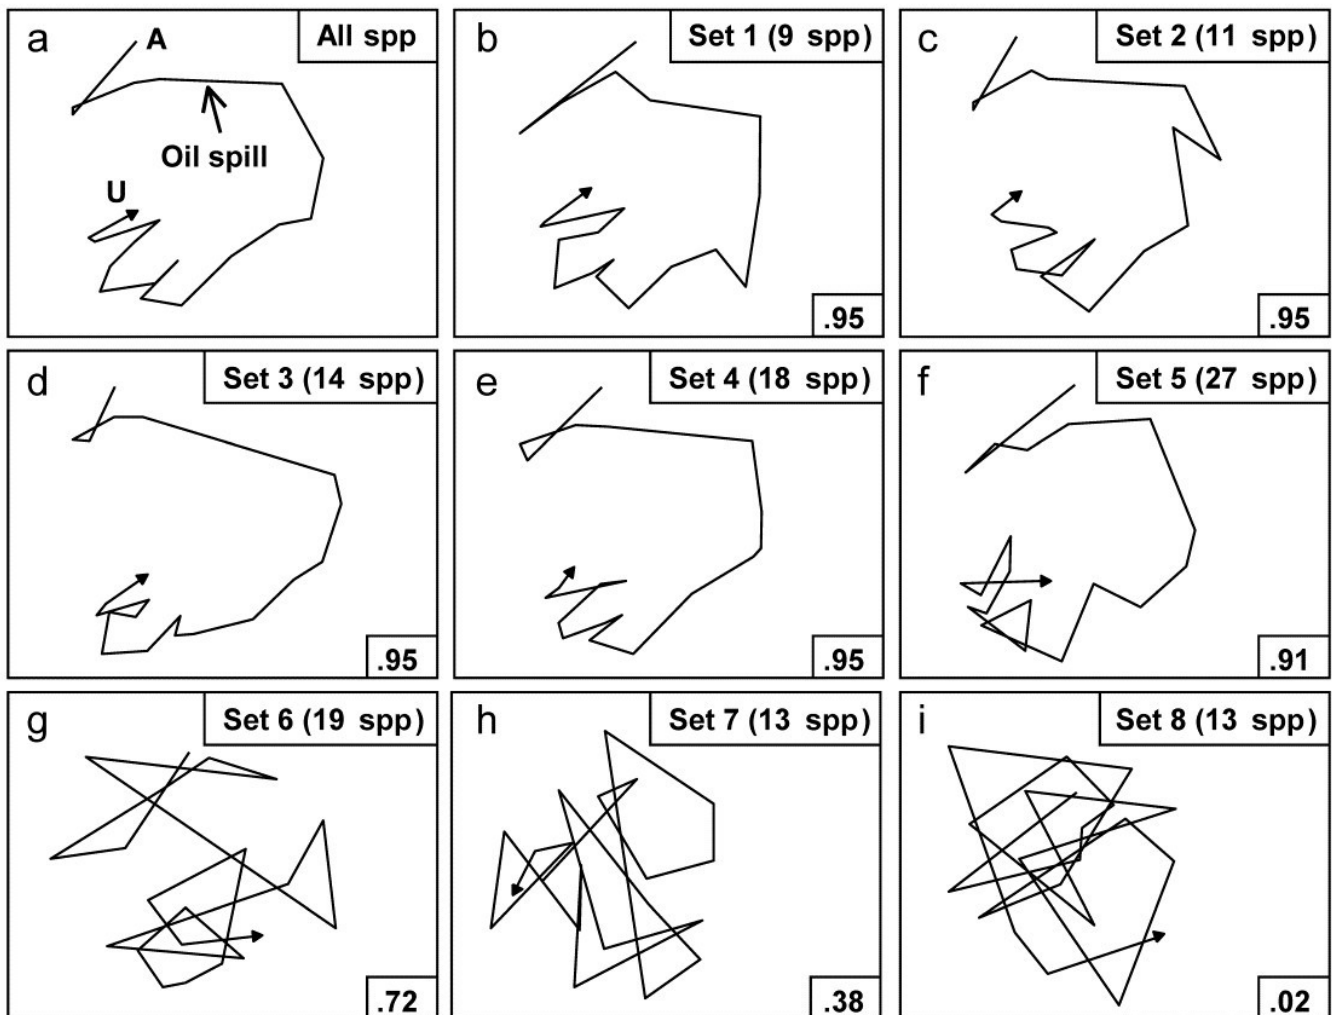 a
A
All spp
Oil spill
U
b
Set 1 (9 spp)
.95
c
Set 2 (11 spp)
.95
d
Set 3 (14 spp)
.95
e
Set 4 (18 spp)
.95
f
Set 5 (27 spp)
.91
g
Set 6 (19 spp)
.72
h
Set 7 (13 spp)
.38
i
Set 8 (13 spp)
.02